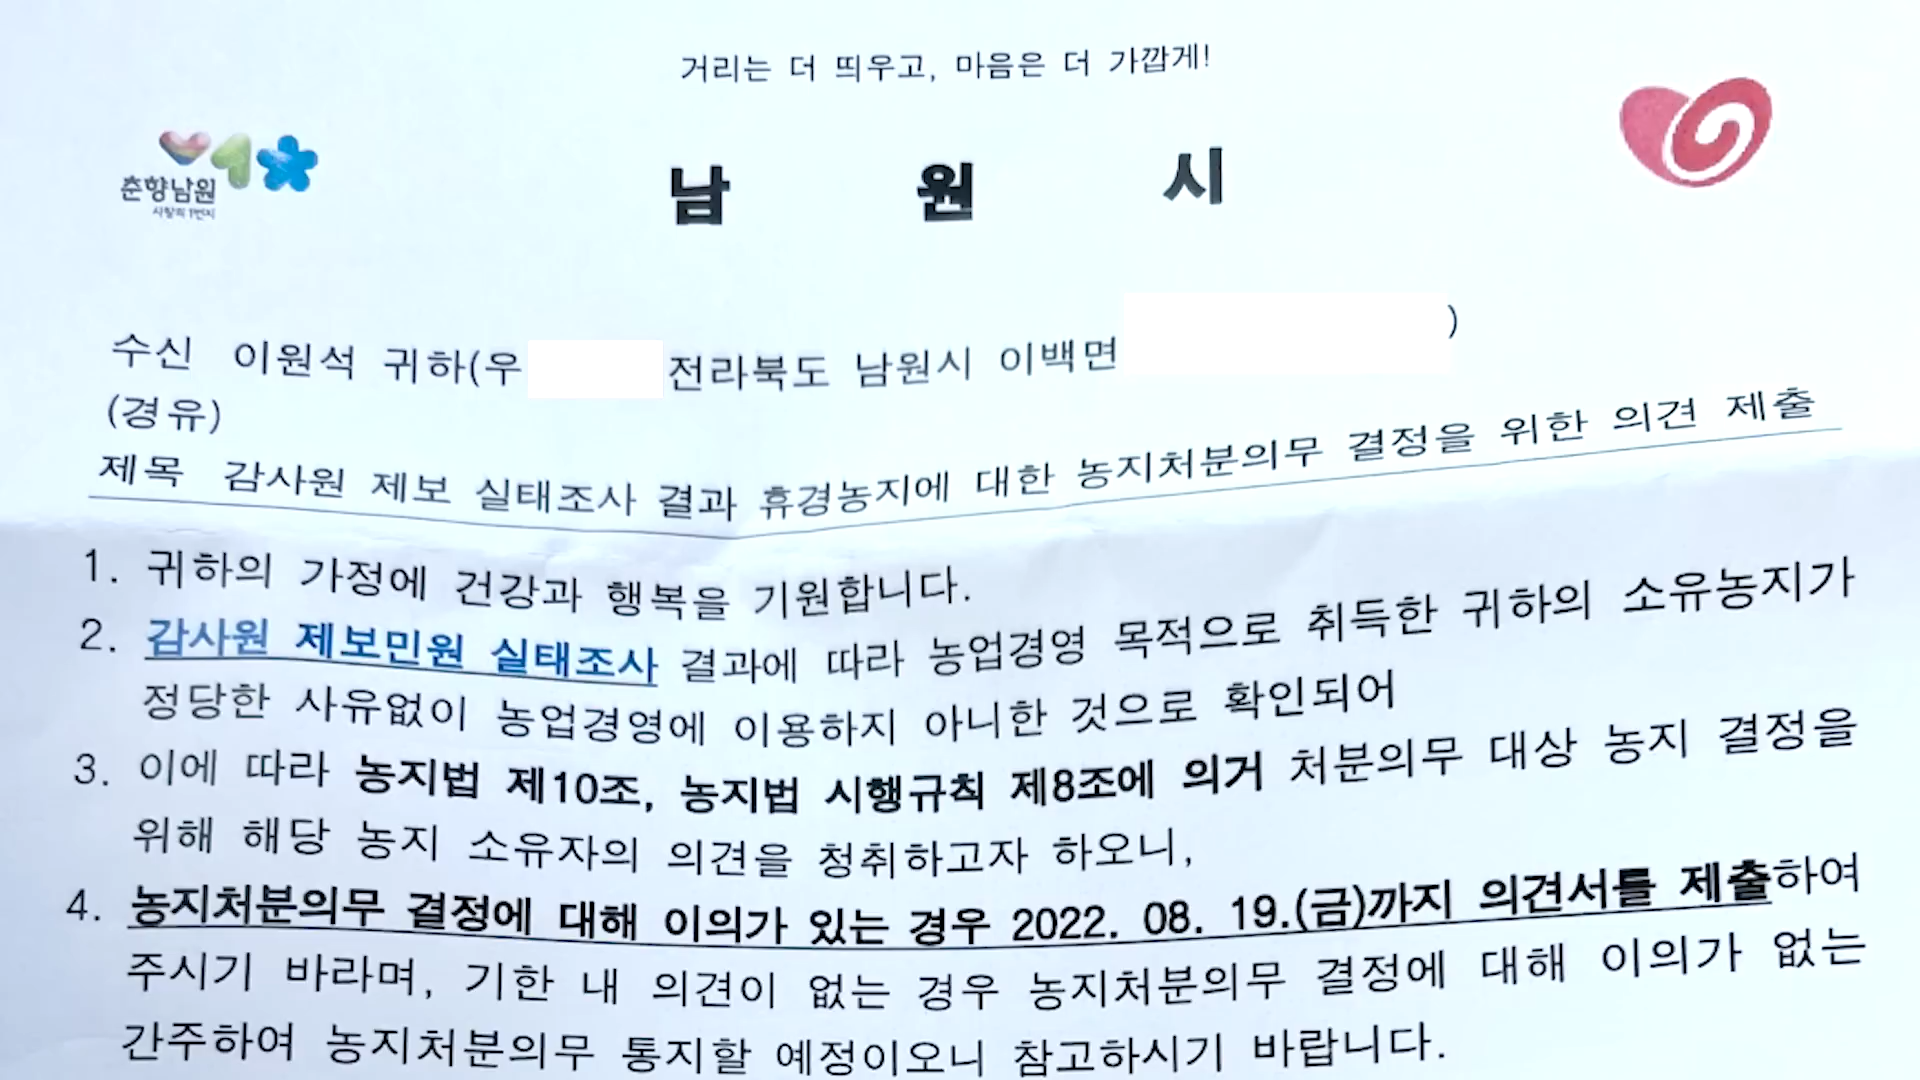 거리는 더 띄우고, 마음은 더 가깝게!
춘향남원
사랑의 1번지
남 원 시
수신 이원석 귀하(우 전라북도 남원시 이백면 )
(경유)
제목 감사원 제보 실태조사 결과 휴경농지에 대한 농지처분의무 결정을 위한 의견 제출
1. 귀하의 가정에 건강과 행복을 기원합니다.
2. 감사원 제보민원 실태조사 결과에 따라 농업경영 목적으로 취득한 귀하의 소유농지가
정당한 사유없이 농업경영에 이용하지 아니한 것으로 확인되어
3. 이에 따라 농지법 제10조, 농지법 시행규칙 제8조에 의거 처분의무 대상 농지 결정을
위해 해당 농지 소유자의 의견을 청취하고자 하오니,
4. 농지처분의무 결정에 대해 이의가 있는 경우 2022. 08. 19.(금)까지 의견서를 제출하여
주시기 바라며, 기한 내 의견이 없는 경우 농지처분의무 결정에 대해 이의가 없는
간주하여 농지처분의무 통지할 예정이오니 참고하시기 바랍니다.